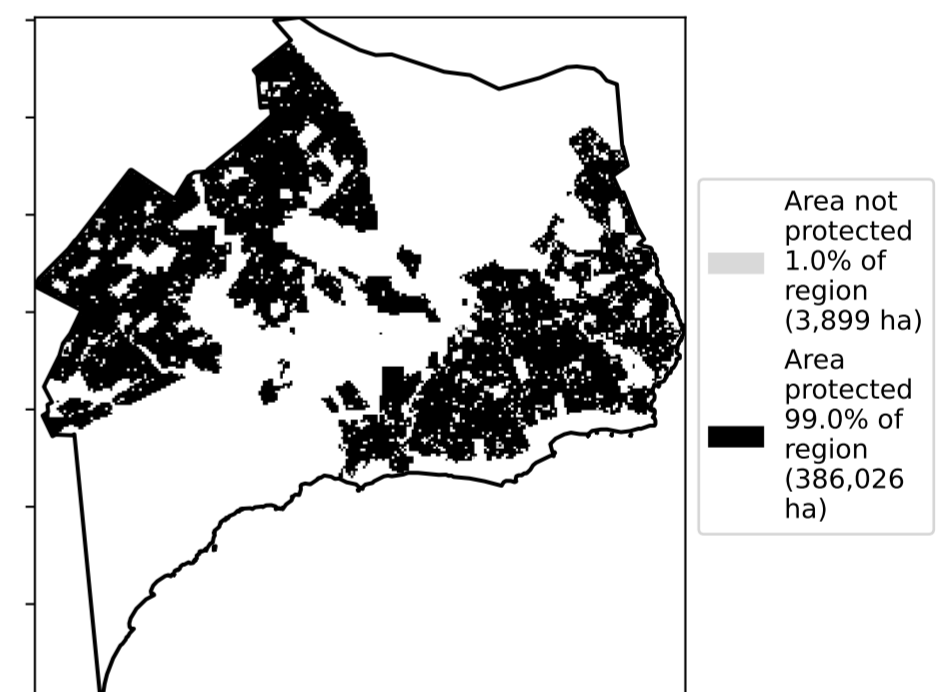 Area not
protected
1.0% of
region
(3,899 ha)
Area
protected
99.0% of
region
(386,026
ha)